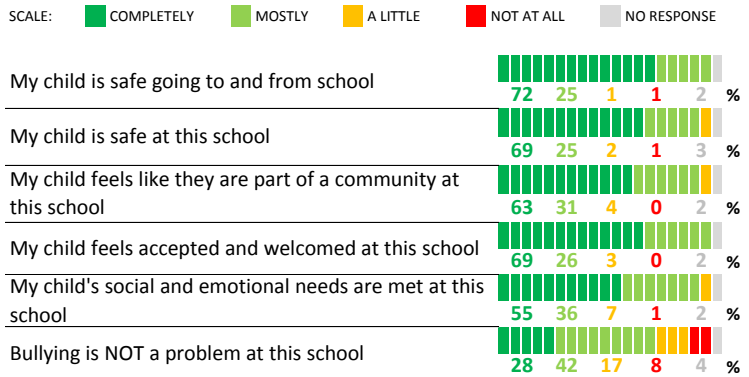 SCALE: COMPLETELY MOSTLY A LITTLE NOT AT ALL NO RESPONSE
My child is safe going to and from school
72 25 1 1 2 %
My child is safe at this school
69 25 2 1 3 %
My child feels like they are part of a community at
this school
63 31 4 0 2 %
My child feels accepted and welcomed at this school
69 26 3 0 2 %
My child's social and emotional needs are met at this
school
55 36 7 1 2 %
Bullying is NOT a problem at this school
28 42 17 8 4 %